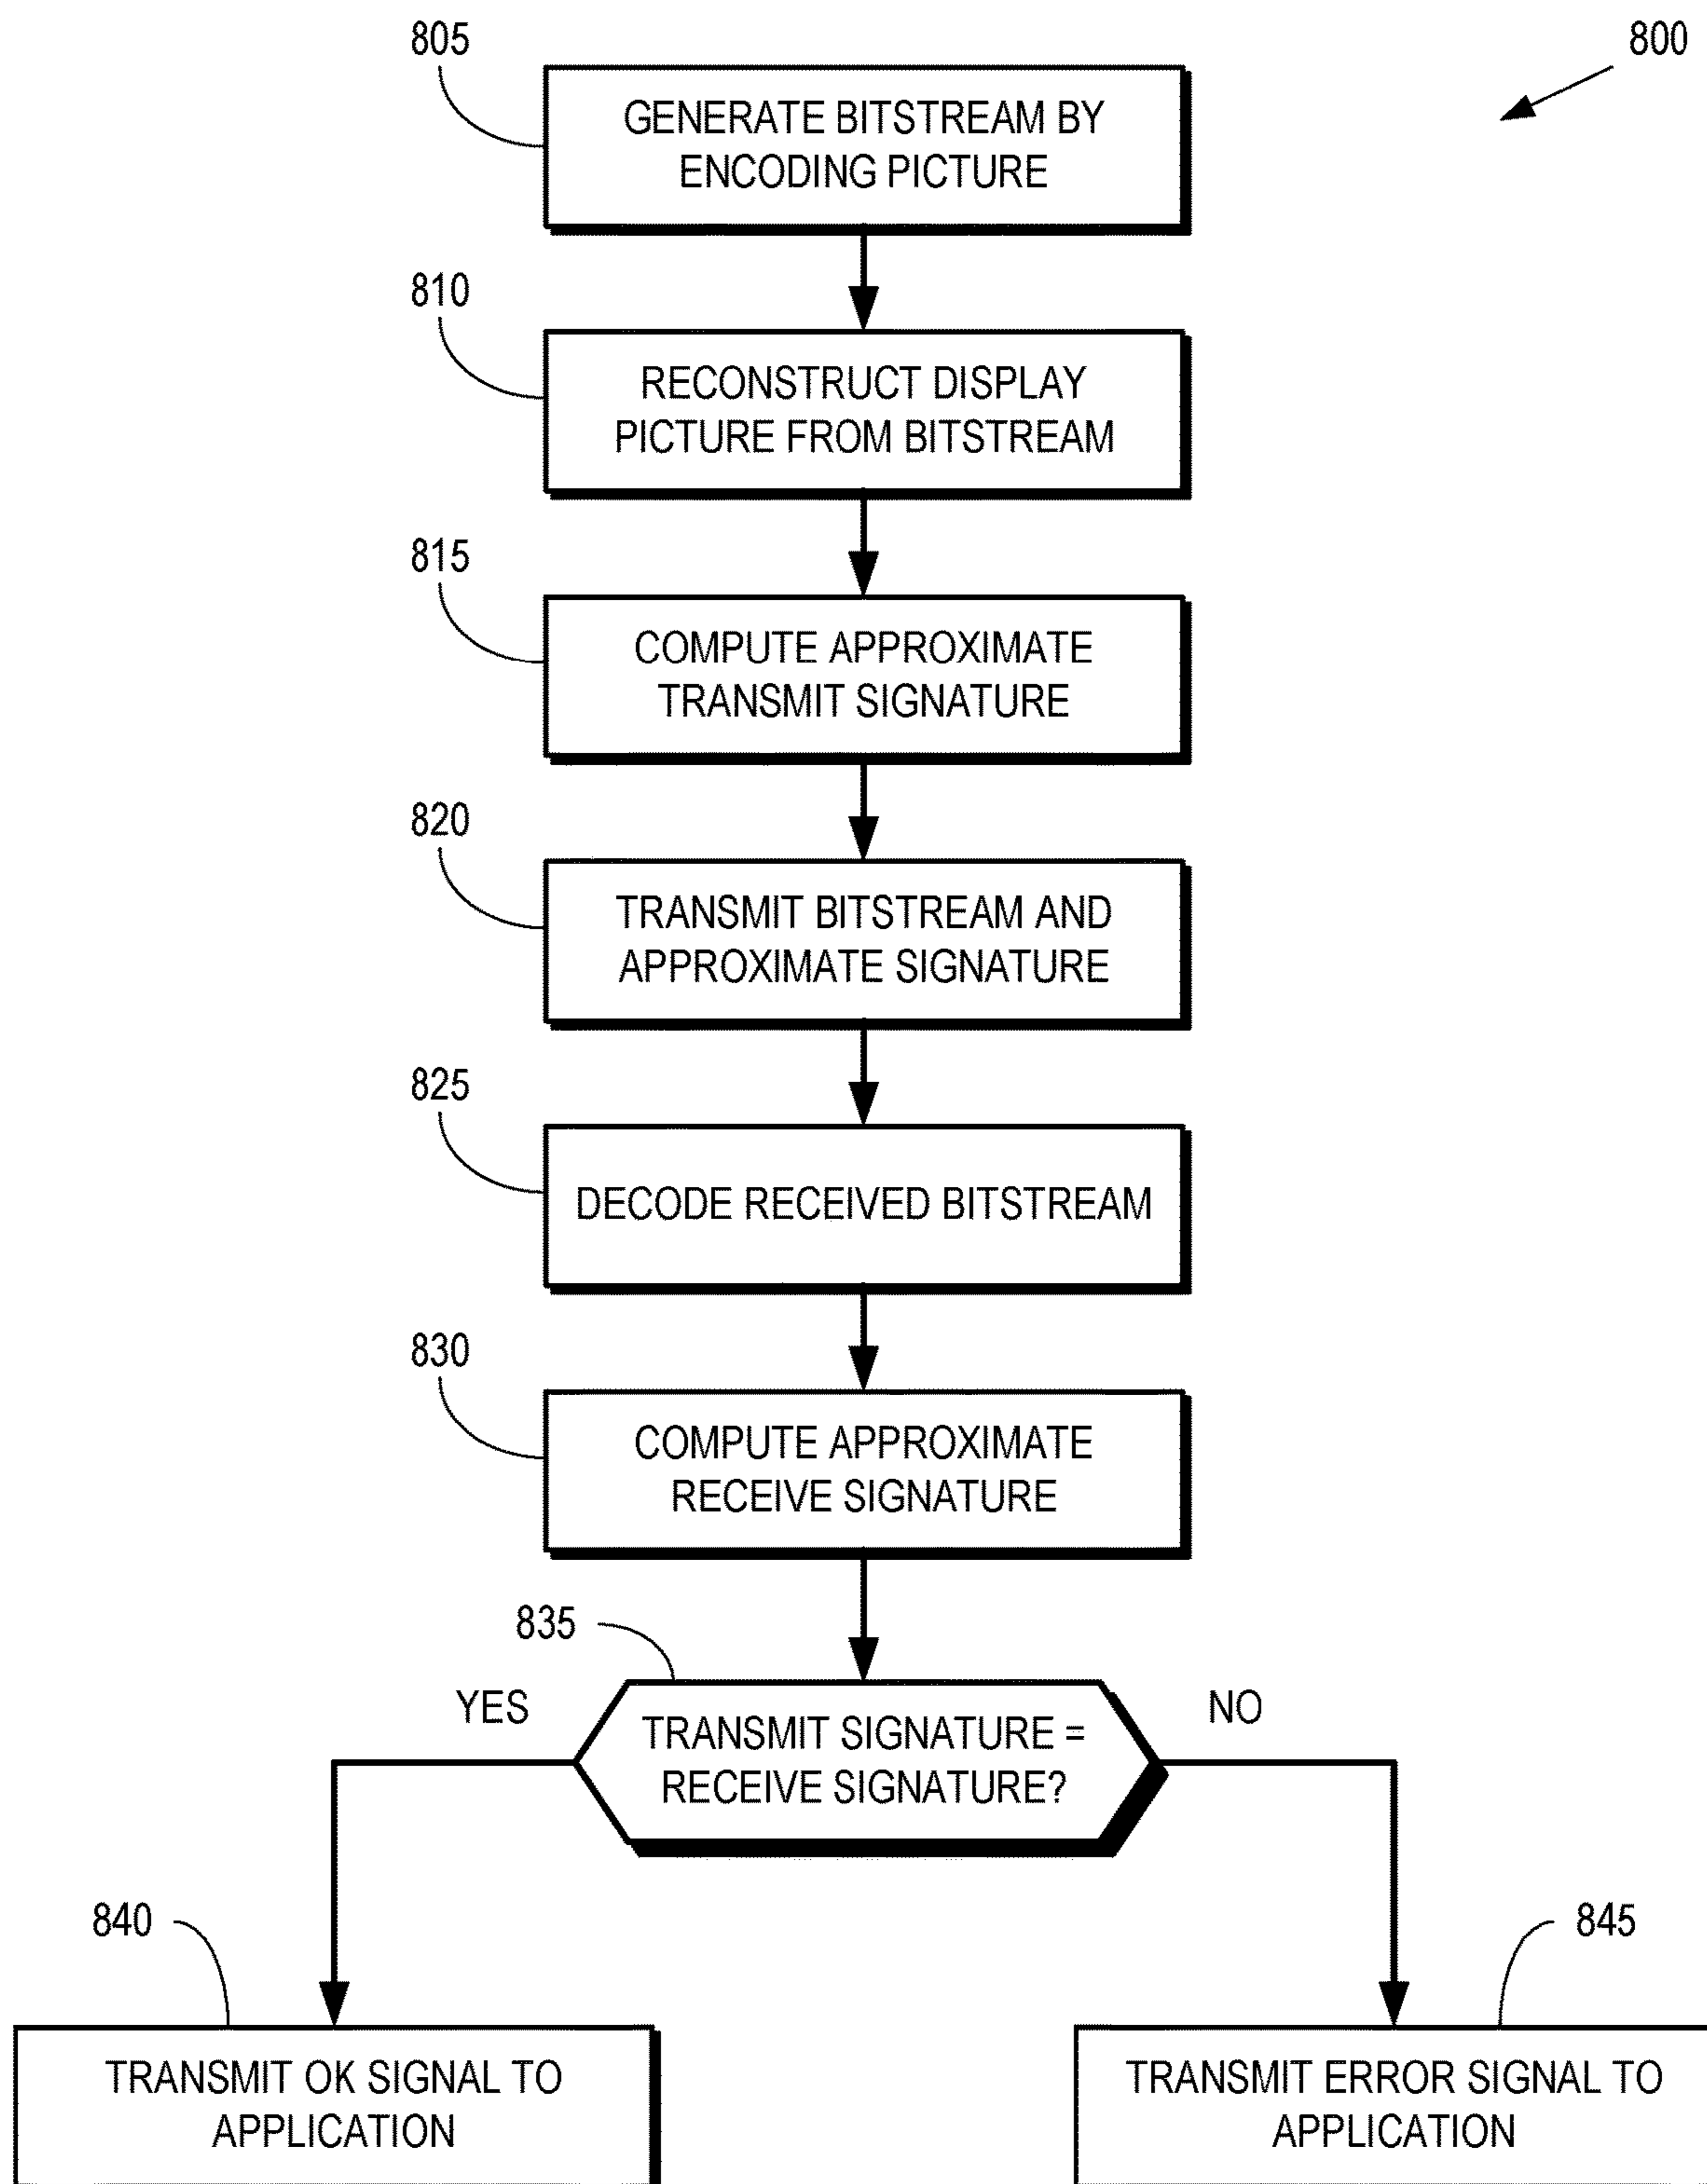 805
800
GENERATE BITSTREAM BY
ENCODING PICTURE
810
RECONSTRUCT DISPLAY
PICTURE FROM BITSTREAM
815
COMPUTE APPROXIMATE
TRANSMIT SIGNATURE
820
TRANSMIT BITSTREAM AND
APPROXIMATE SIGNATURE
825
DECODE RECEIVED BITSTREAM
830
COMPUTE APPROXIMATE
RECEIVE SIGNATURE
835
YES
NO
TRANSMIT SIGNATURE =
RECEIVE SIGNATURE?
840
845
TRANSMIT OK SIGNAL TO
APPLICATION
TRANSMIT ERROR SIGNAL TO
APPLICATION